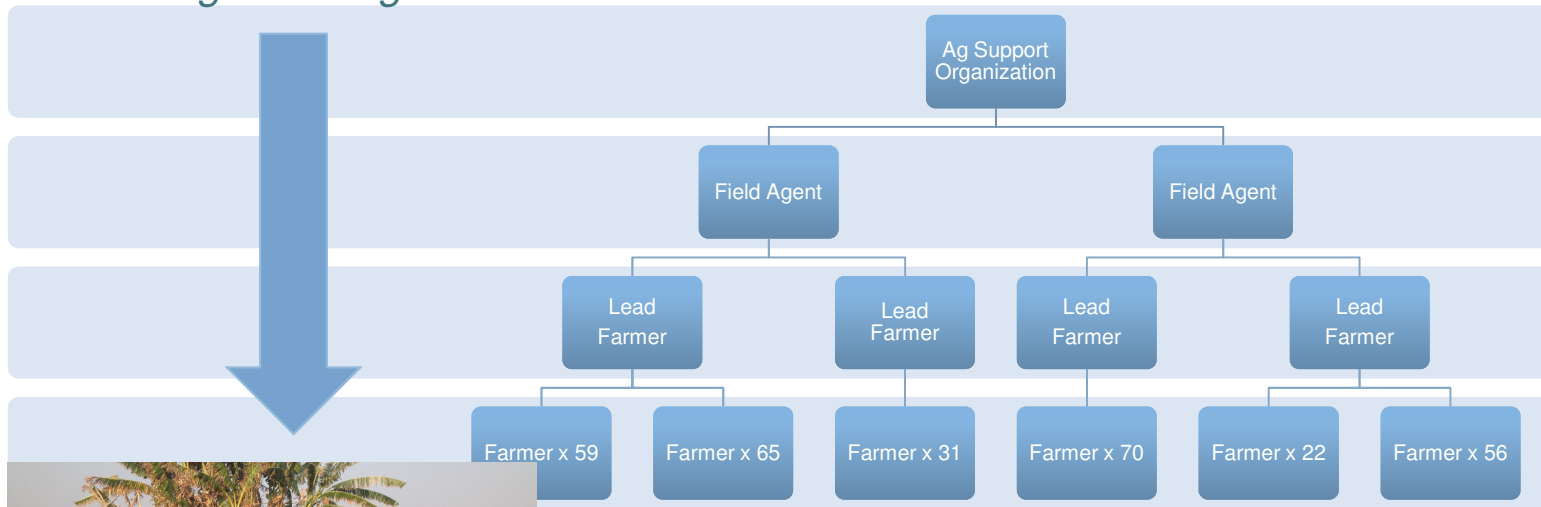 Ag Support
Organization
Field Agent
Field Agent
Lead
Farmer
Lead
Farmer
Lead
Farmer
Lead
Farmer
Farmer x 59
Farmer x 65
Farmer x 31
Farmer x 70
Farmer x 22
Farmer x 56